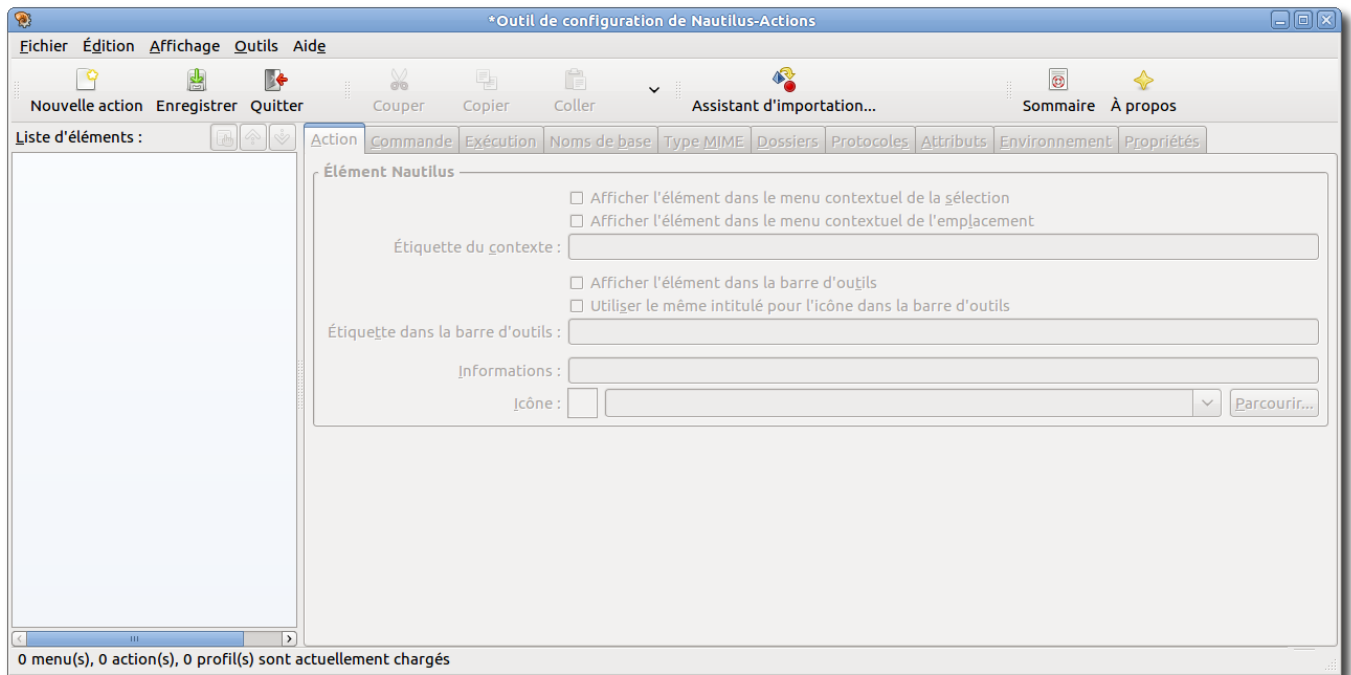 *Outil de configuration de Nautilus-Actions
Fichier Édition Affichage Outils Aide
Nouvelle action Enregistrer Quitter Couper Copier Coller Assistant d'importation... Sommaire À propos
Liste d'éléments :
Action Commande Exécution Noms de base Type MIME Dossiers Protocoles Attributs Environnement Propriétés
Élément Nautilus
Afficher l'élément dans le menu contextuel de la sélection
Afficher l'élément dans le menu contextuel de l'emplacement
Étiquette du contexte :
Afficher l'élément dans la barre d'outils
Utiliser le même intitulé pour l'icône dans la barre d'outils
Étiquette dans la barre d'outils :
Informations :
Icône : Parcourir...
0 menu(s), 0 action(s), 0 profil(s) sont actuellement chargés